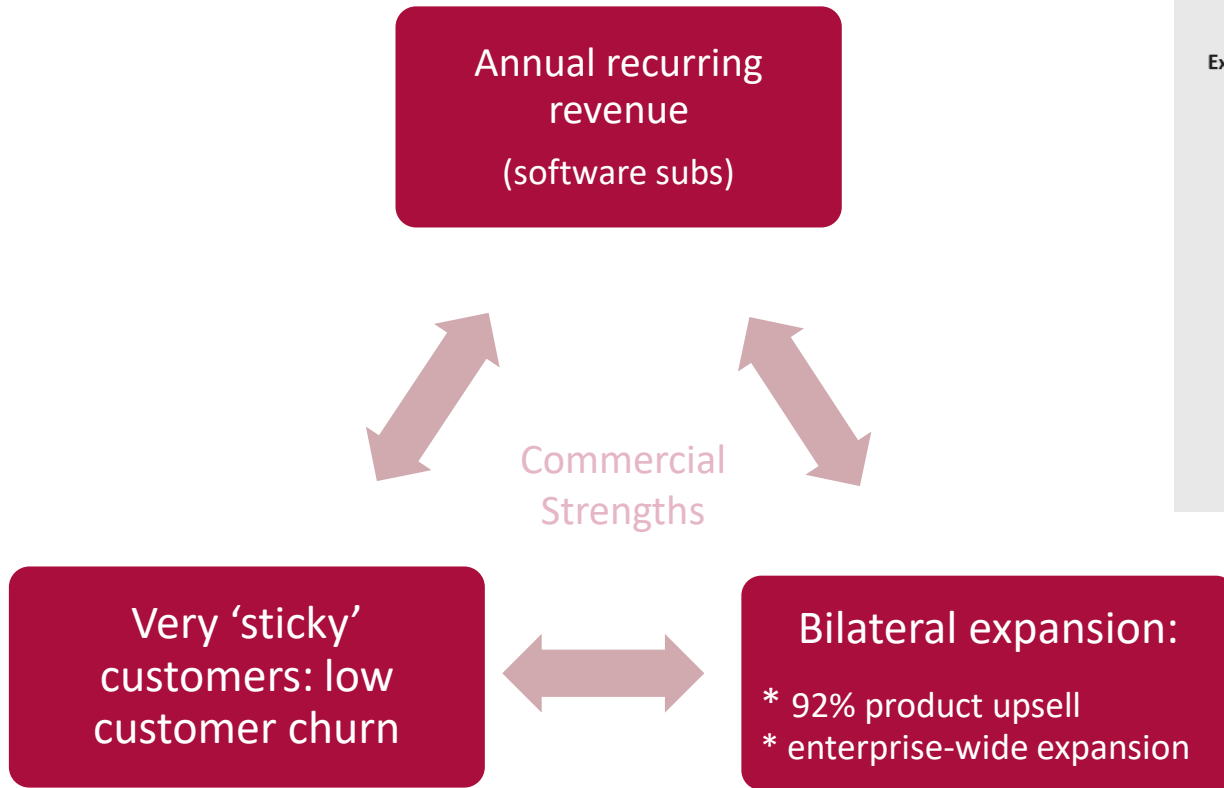 Annual recurring
revenue
(software subs)
Ex
Commercial
Strengths
Very ‘sticky’
customers: low
customer churn
Bilateral expansion:
* 92% product upsell
* enterprise-wide expansion